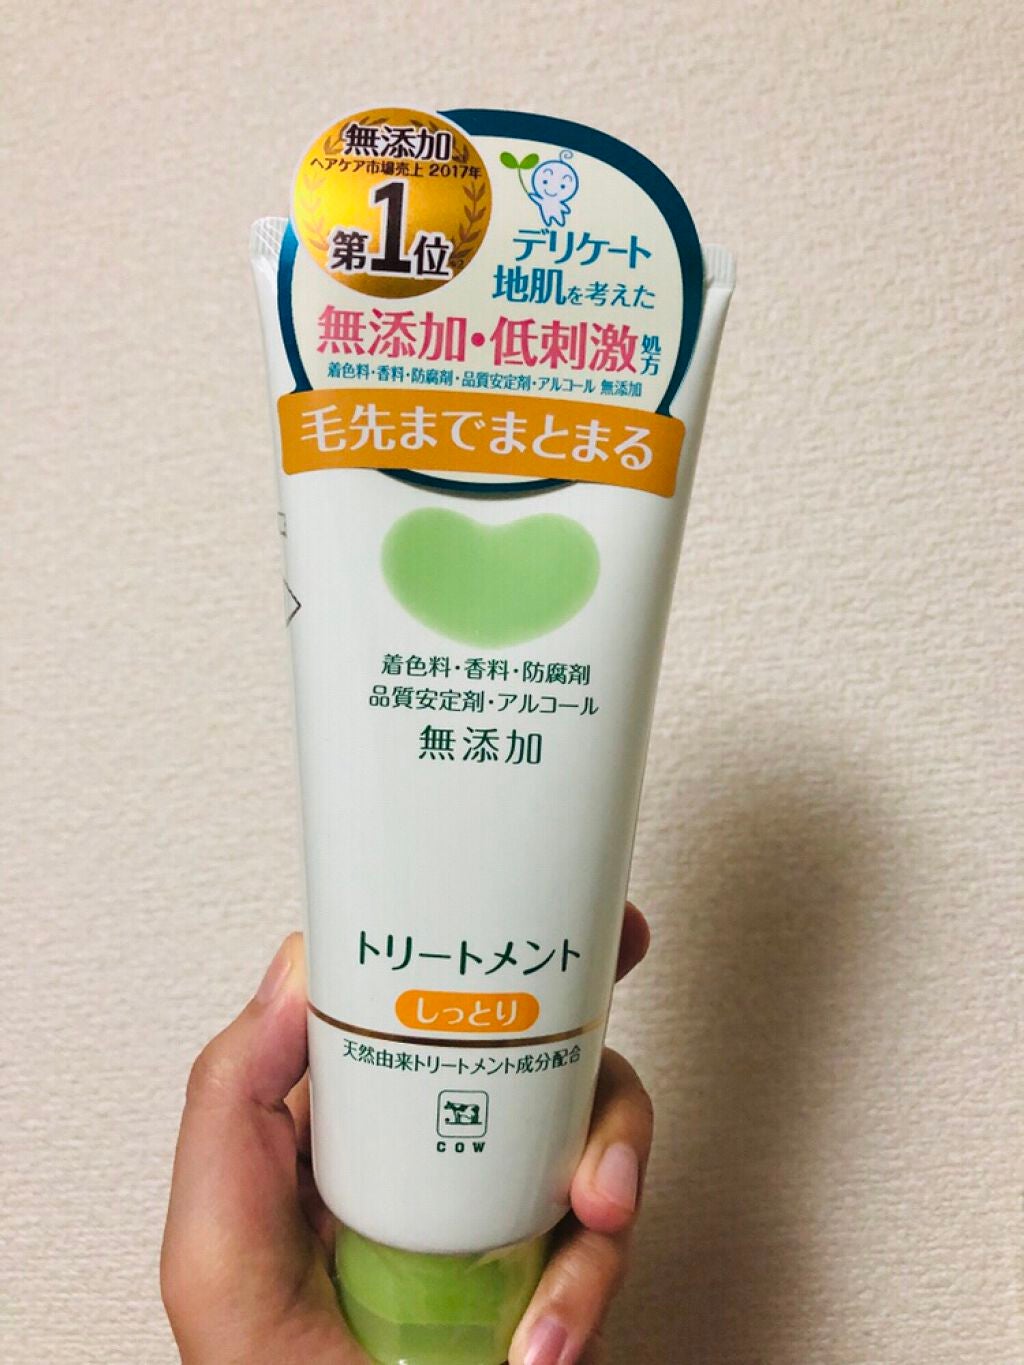 無添加
ヘアケア市場売上 2017年
第1位
デリケート
地肌を考えた
無添加・低刺激処方
着色料・香料・防腐剤・品質安定剤・アルコール 無添加
毛先までまとまる
着色料・香料・防腐剤
品質安定剤・アルコール
無添加
トリートメント
しっとり
天然由来トリートメント成分配合
COW